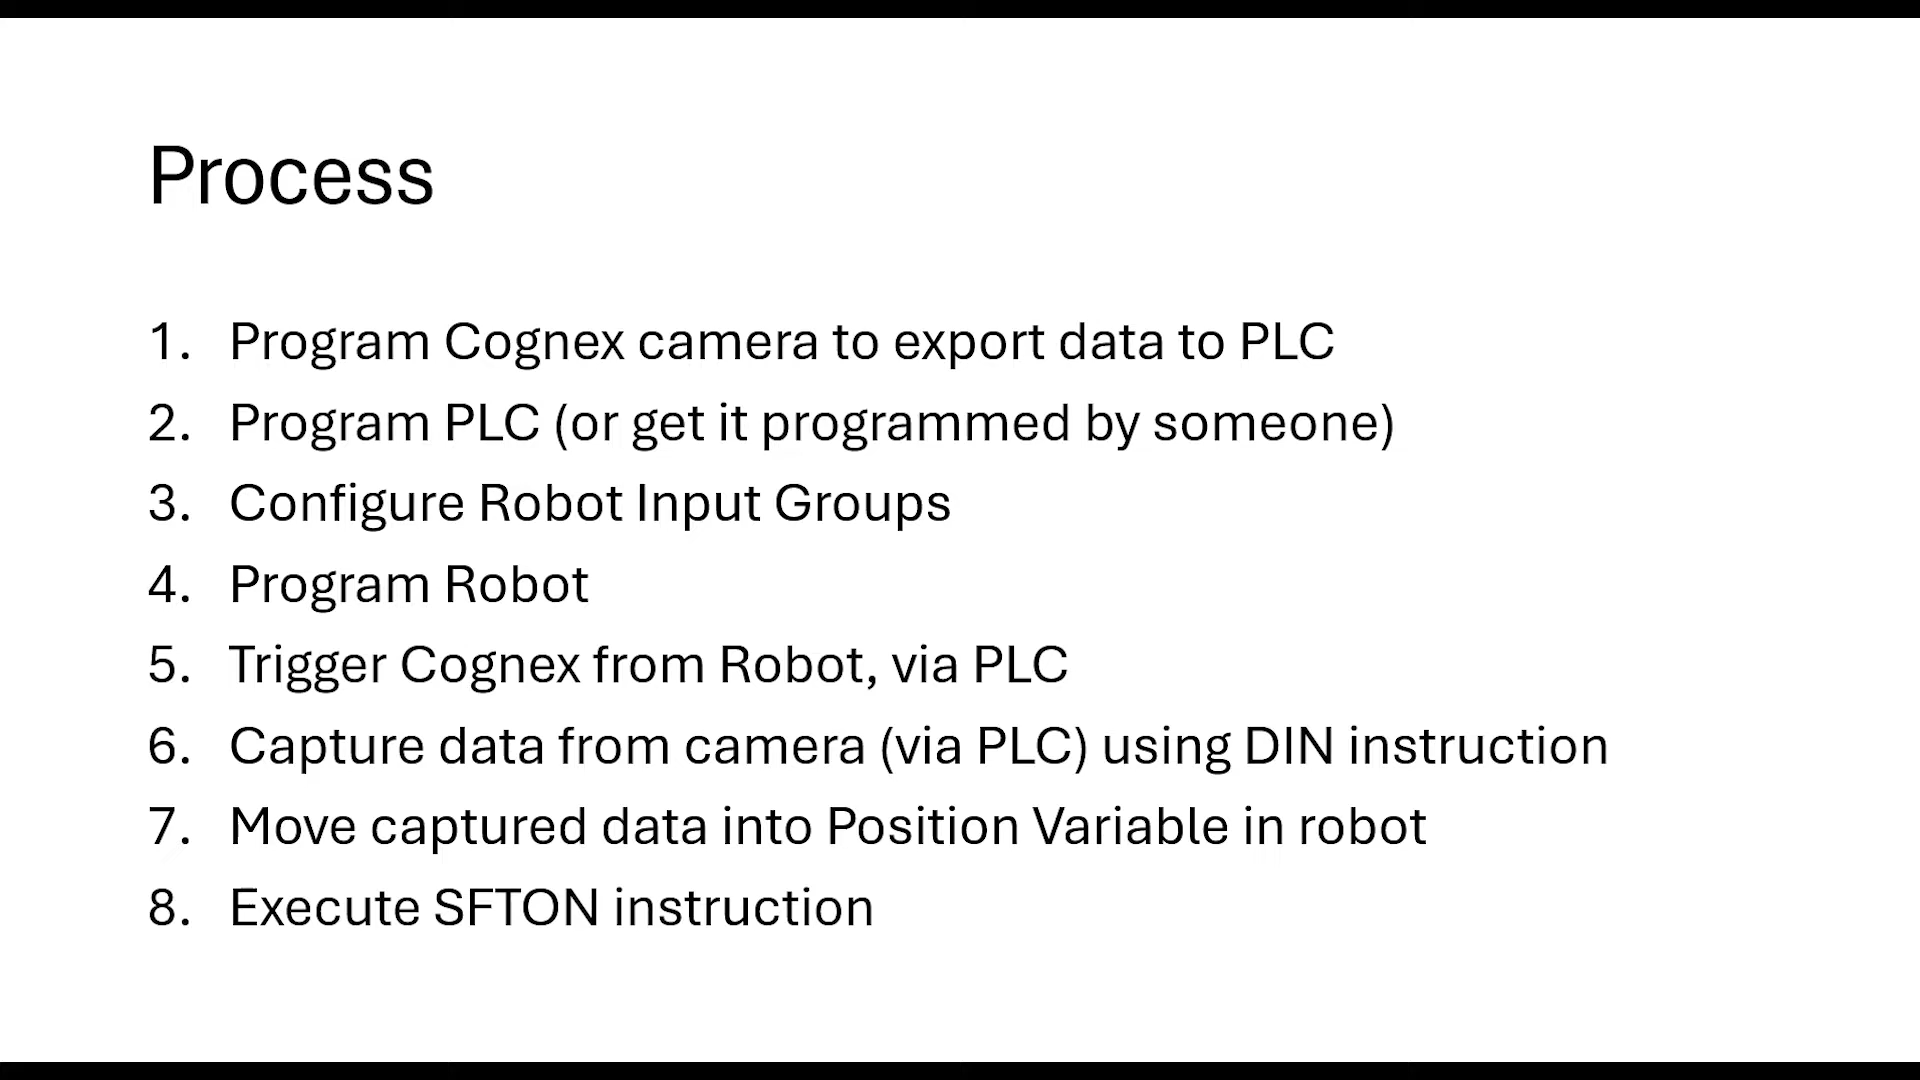 Process
1. Program Cognex camera to export data to PLC
2. Program PLC (or get it programmed by someone)
3. Configure Robot Input Groups
4. Program Robot
5. Trigger Cognex from Robot, via PLC
6. Capture data from camera (via PLC) using DIN instruction
7. Move captured data into Position Variable in robot
8. Execute SFTON instruction